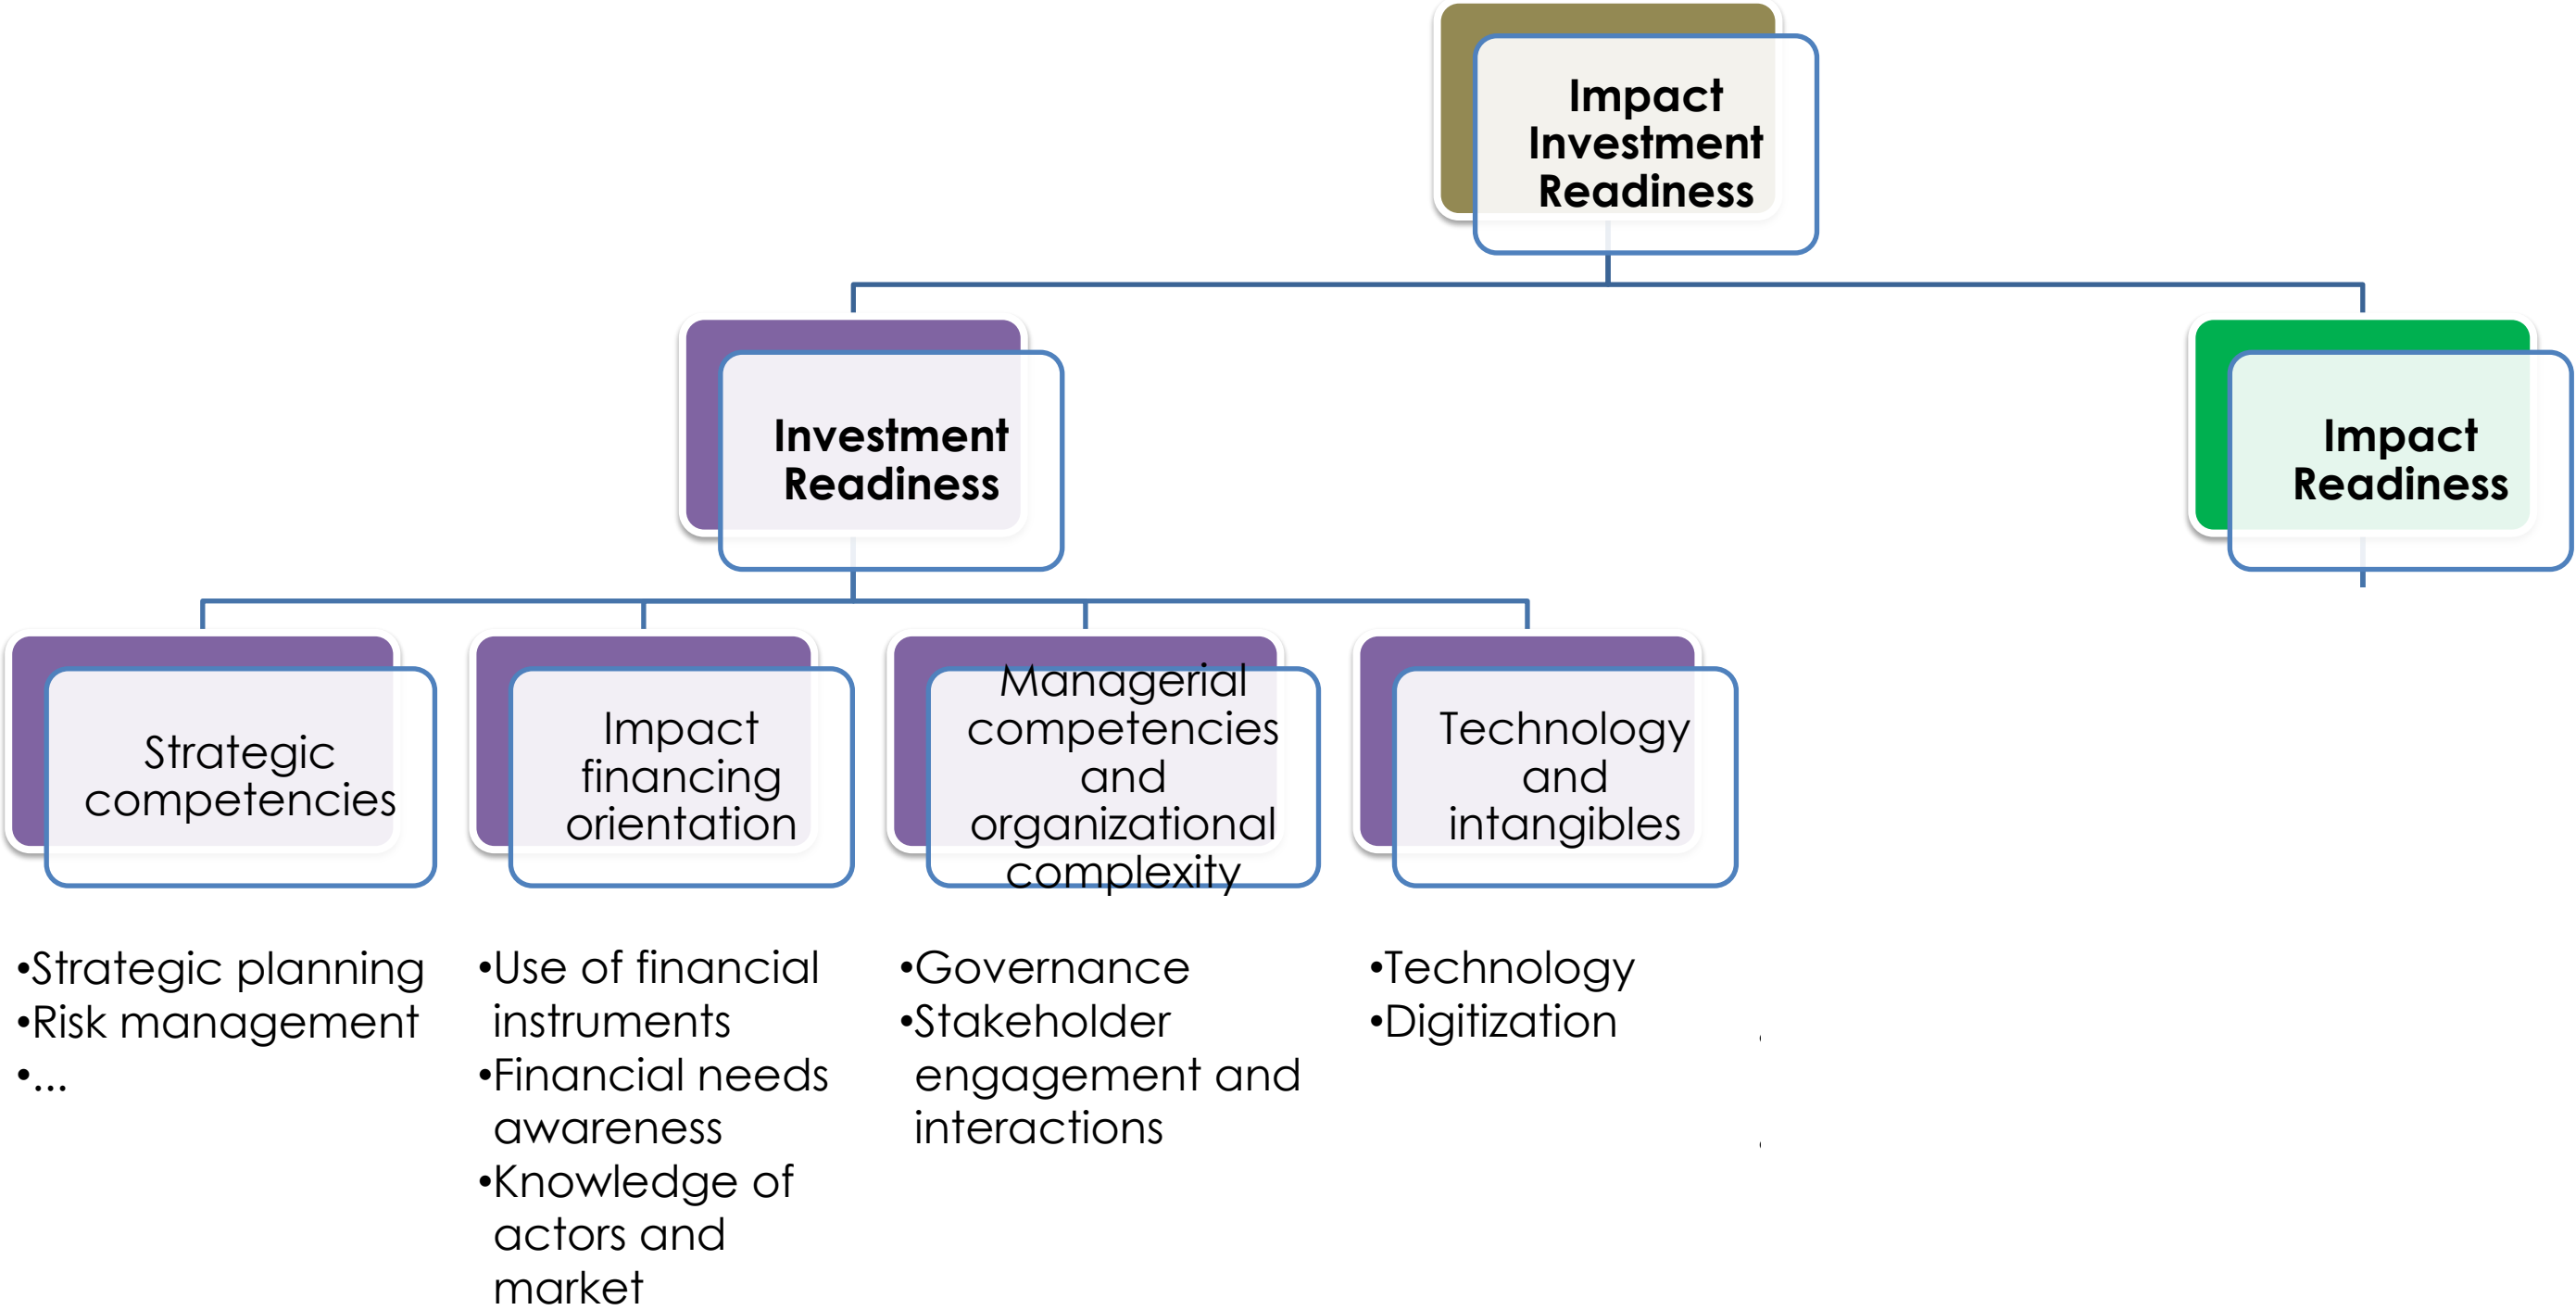 Impact
Investment
Readiness
Investment
Readiness
Impact
Readiness
Strategic
competencies
Impact
financing
orientation
Managerial
competencies
and
organizational
complexity
Technology
and
intangibles
•Strategic planning
•Risk management
•...
•Use of financial
instruments
•Financial needs
awareness
•Knowledge of
actors and
market
•Governance
•Stakeholder
engagement and
interactions
•Technology
•Digitization